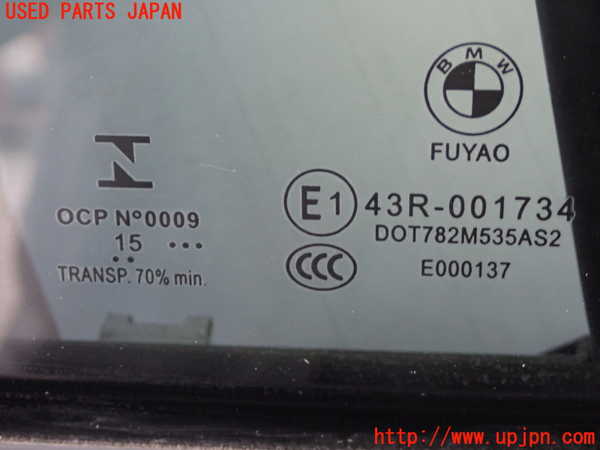 USED PARTS JAPAN
BMW
FUYAO
OCP Nº0009
15 ...
..
TRANSP. 70% min.
E1 43R-001734
DOT782M535AS2
CCC
E000137
http://www.upjpn.com/